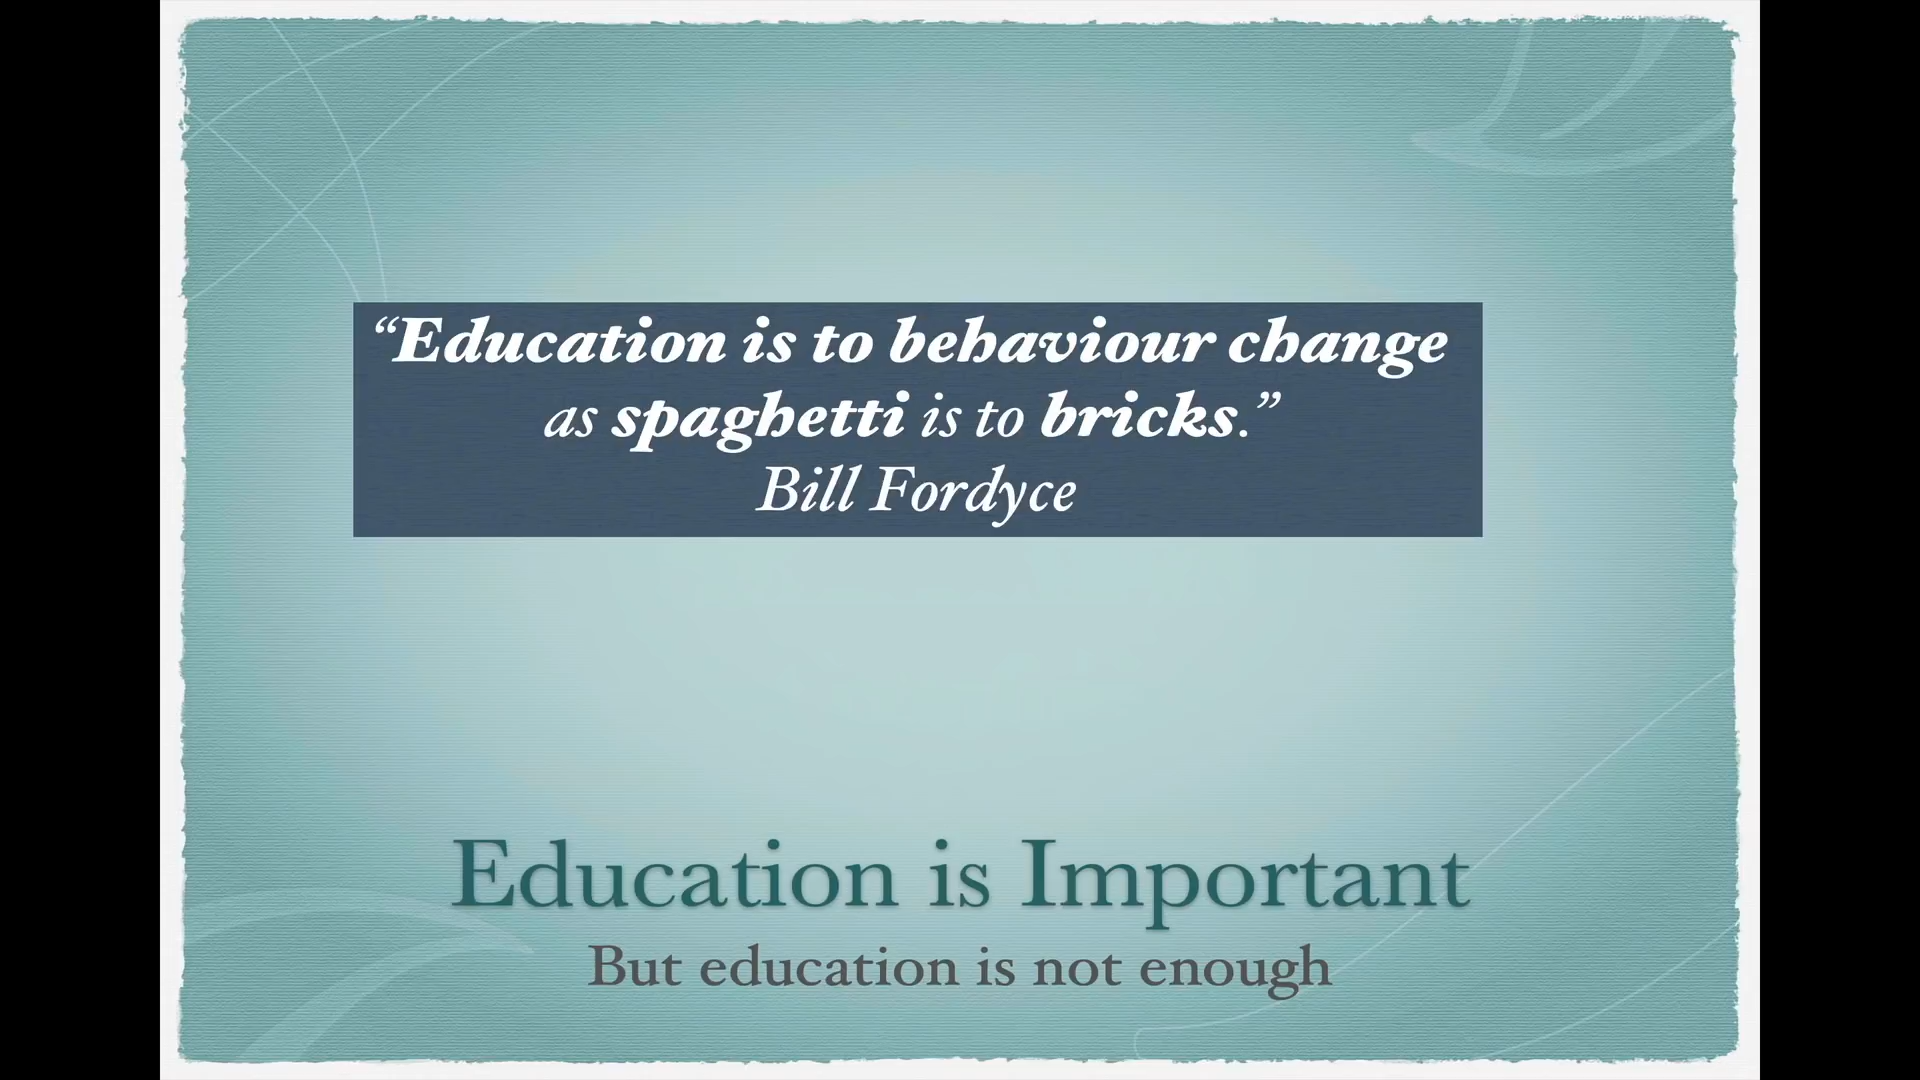 “Education is to behaviour change
as spaghetti is to bricks.”
Bill Fordyce
Education is Important
But education is not enough